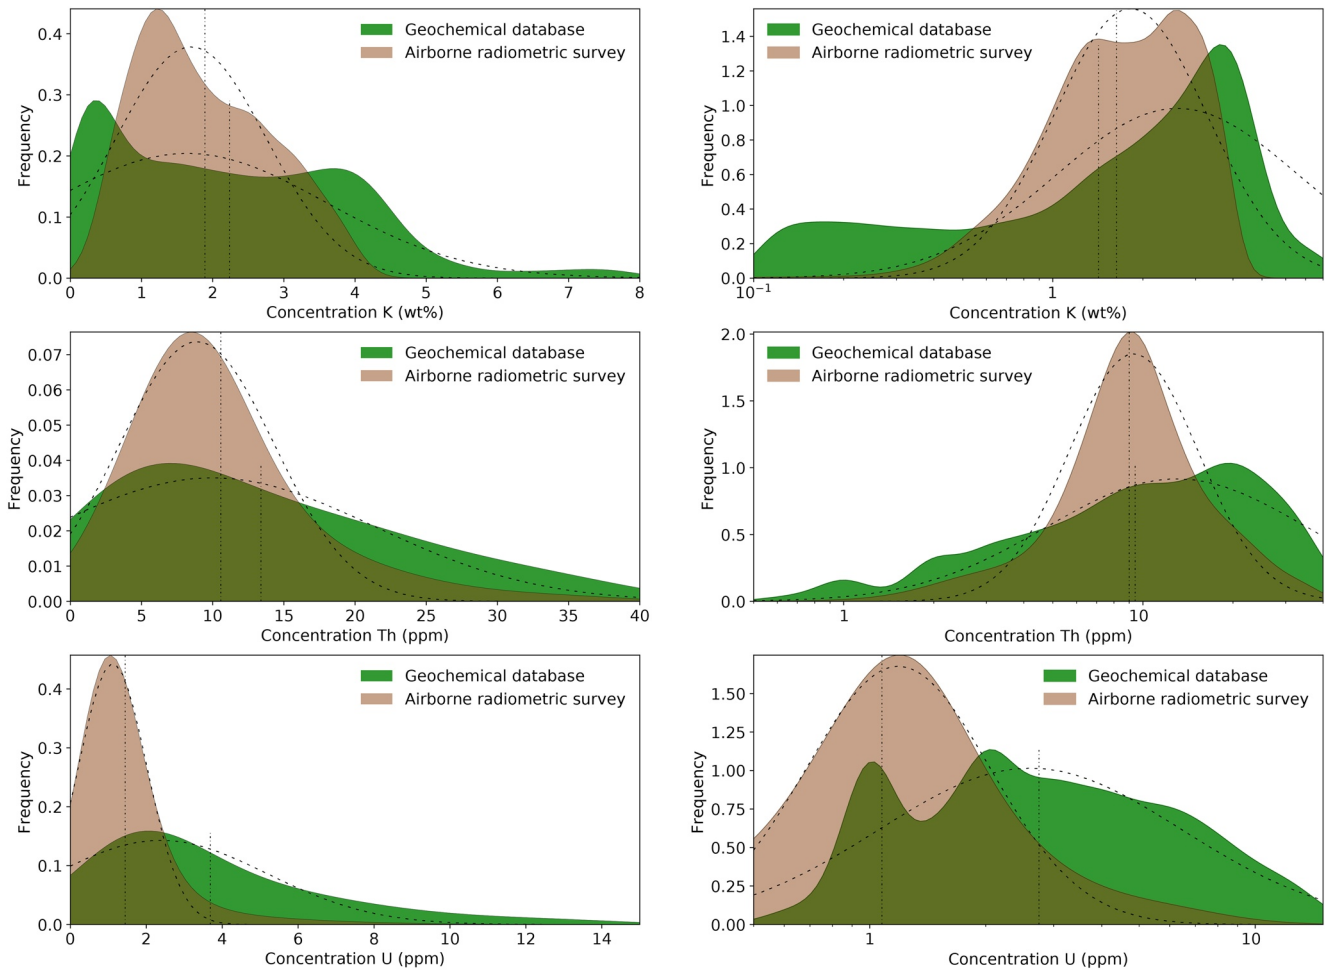 Geochemical database
Airborne radiometric survey
0.4
0.3
0.2
0.1
0.0
Frequency
0 1 2 3 4 5 6 7 8
Concentration K (wt%)
Geochemical database
Airborne radiometric survey
1.4
1.2
1.0
0.8
0.6
0.4
0.2
0.0
Frequency
10⁻¹ 1
Concentration K (wt%)
Geochemical database
Airborne radiometric survey
0.07
0.06
0.05
0.04
0.03
0.02
0.01
0.00
Frequency
0 5 10 15 20 25 30 35 40
Concentration Th (ppm)
Geochemical database
Airborne radiometric survey
2.0
1.5
1.0
0.5
0.0
Frequency
1 10
Concentration Th (ppm)
Geochemical database
Airborne radiometric survey
0.4
0.3
0.2
0.1
0.0
Frequency
0 2 4 6 8 10 12 14
Concentration U (ppm)
Geochemical database
Airborne radiometric survey
1.50
1.25
1.00
0.75
0.50
0.25
0.00
Frequency
1 10
Concentration U (ppm)